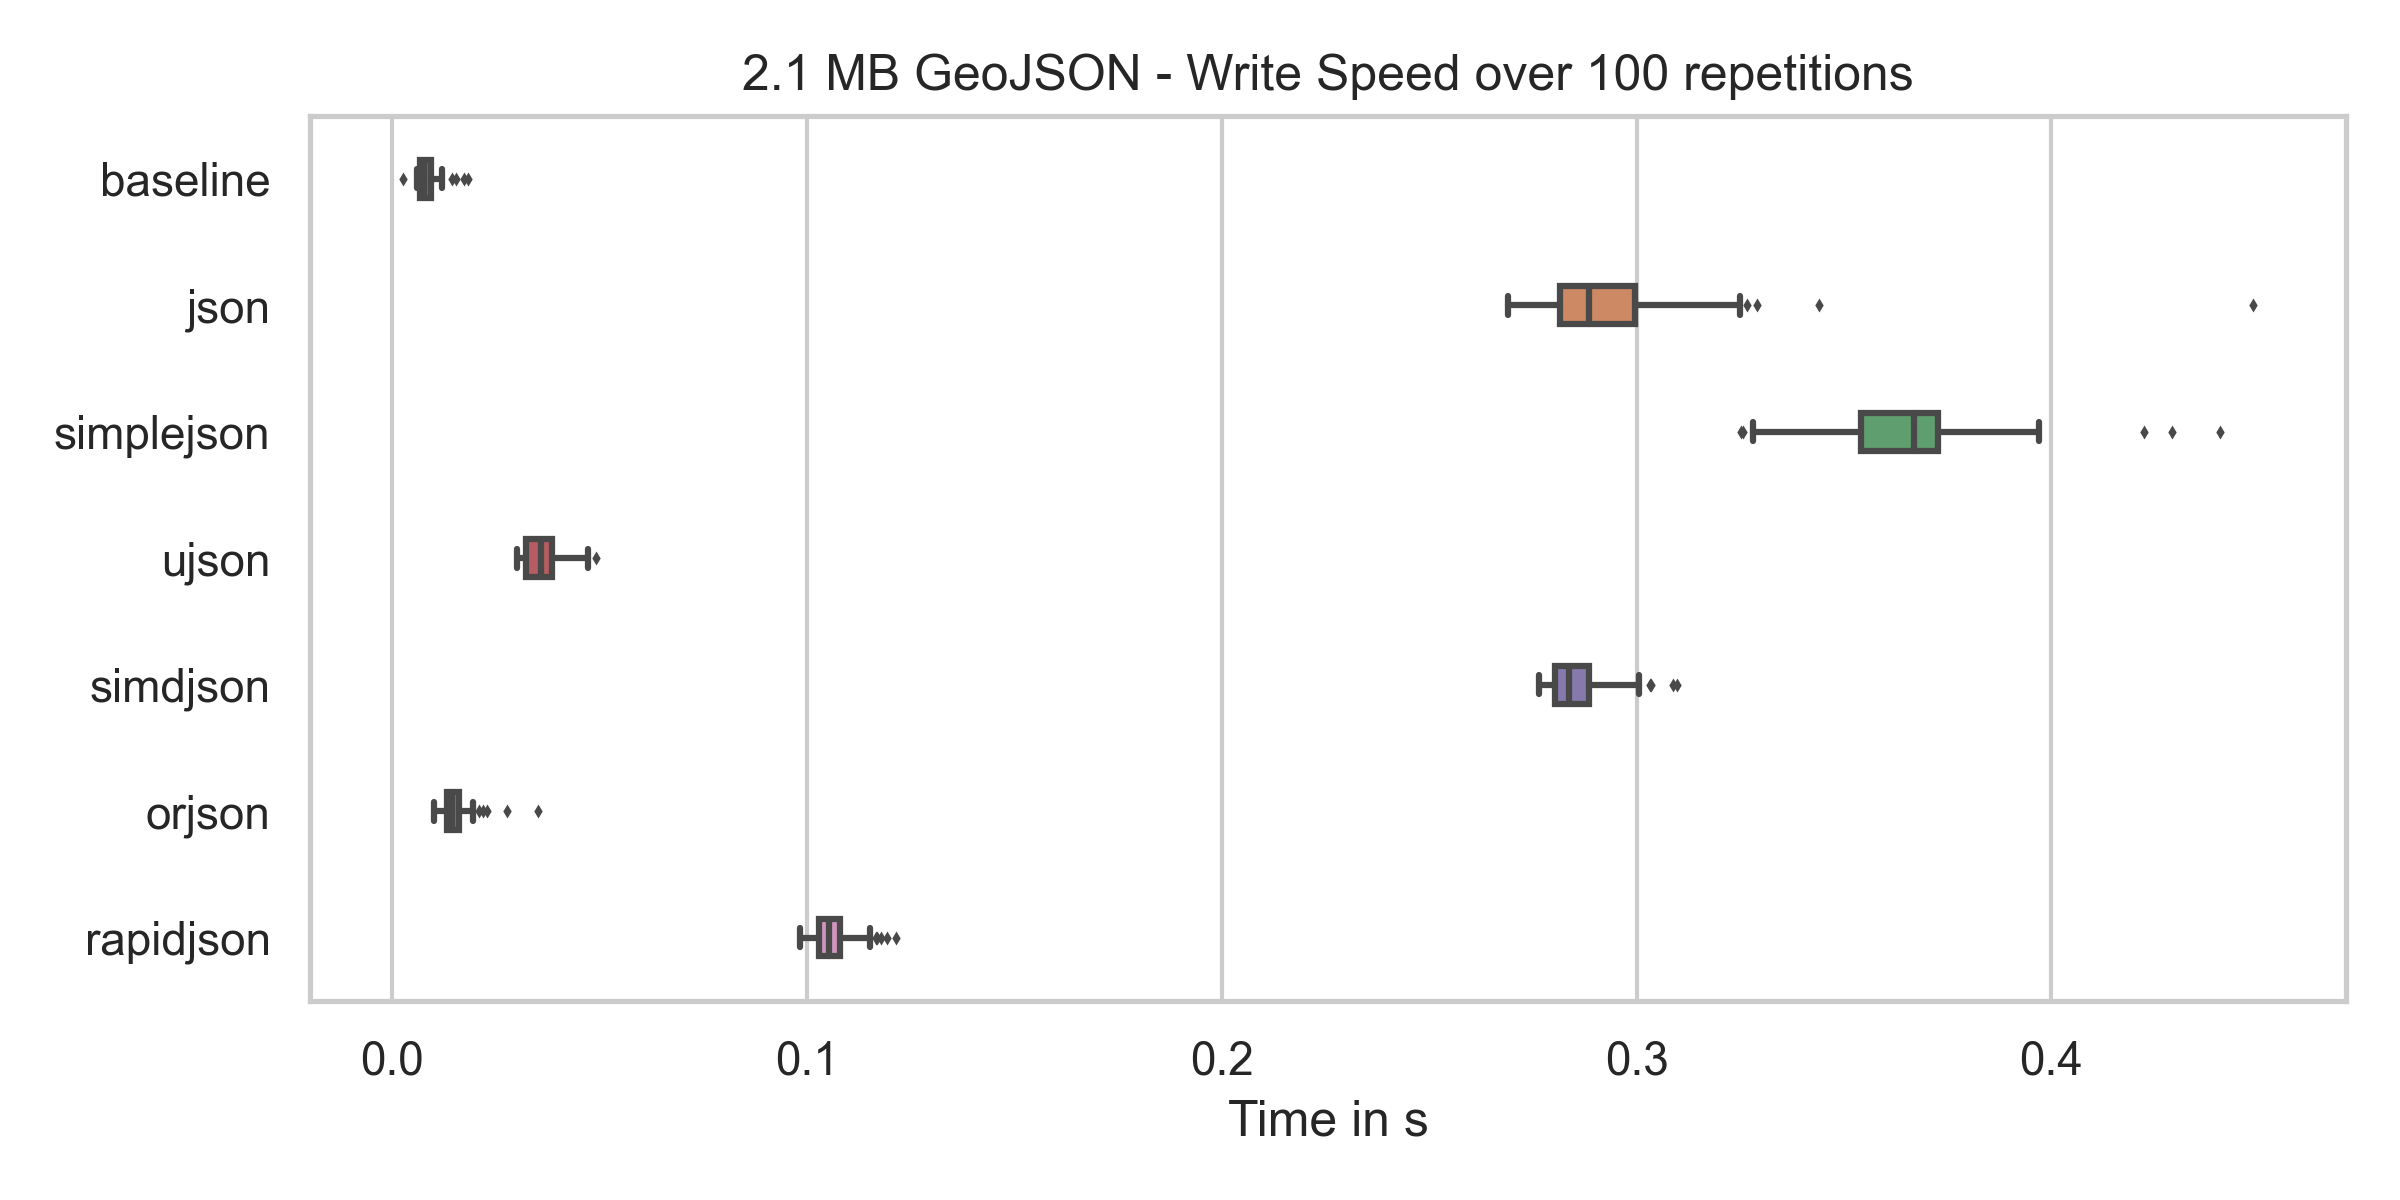 2.1 MB GeoJSON - Write Speed over 100 repetitions
baseline
json
simplejson
ujson
simdjson
orjson
rapidjson
0.0 0.1 0.2 0.3 0.4
Time in s